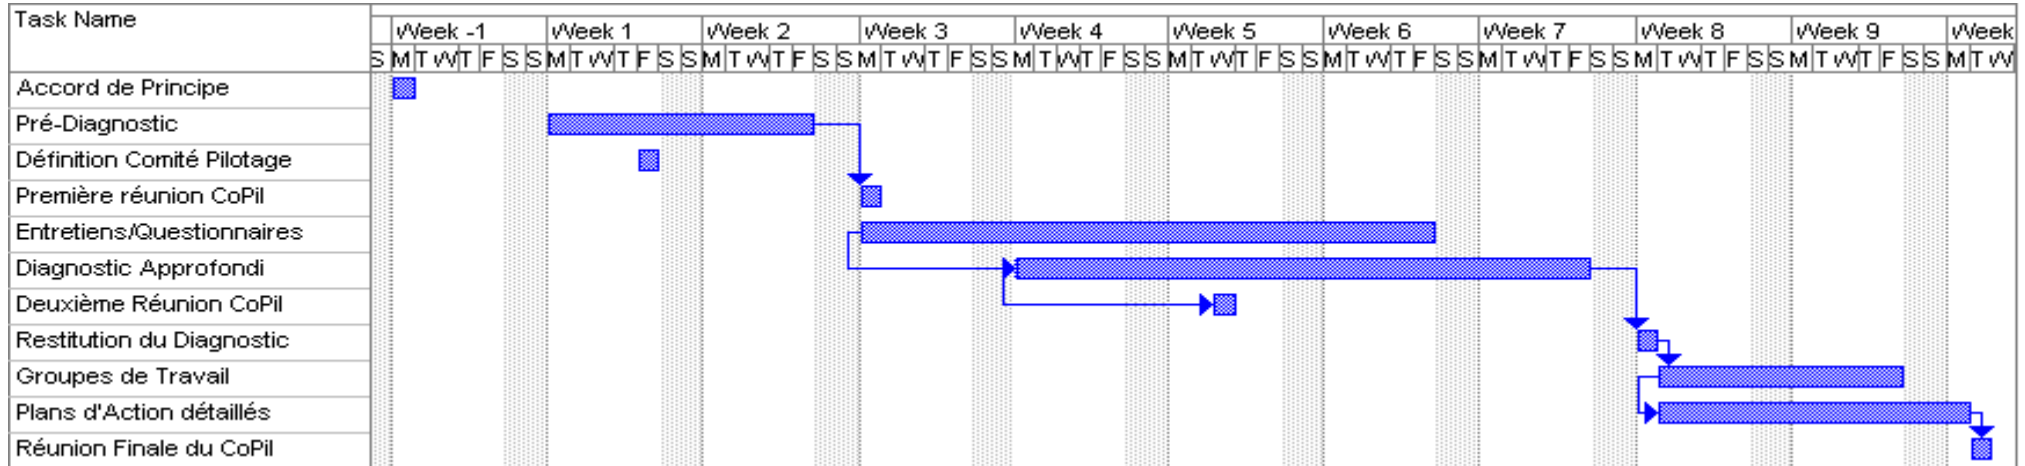 Task Name
Week -1 Week 1 Week 2 Week 3 Week 4 Week 5 Week 6 Week 7 Week 8 Week 9 Week
S M T W T F S S M T W T F S S M T W T F S S M T W T F S S M T W T F S S M T W T F S S M T W T F S S M T W T F S S M T W T F S S M T W T F S S M T W
Accord de Principe
Pré-Diagnostic
Définition Comité Pilotage
Première réunion CoPil
Entretiens/Questionnaires
Diagnostic Approfondi
Deuxième Réunion CoPil
Restitution du Diagnostic
Groupes de Travail
Plans d'Action détaillés
Réunion Finale du CoPil